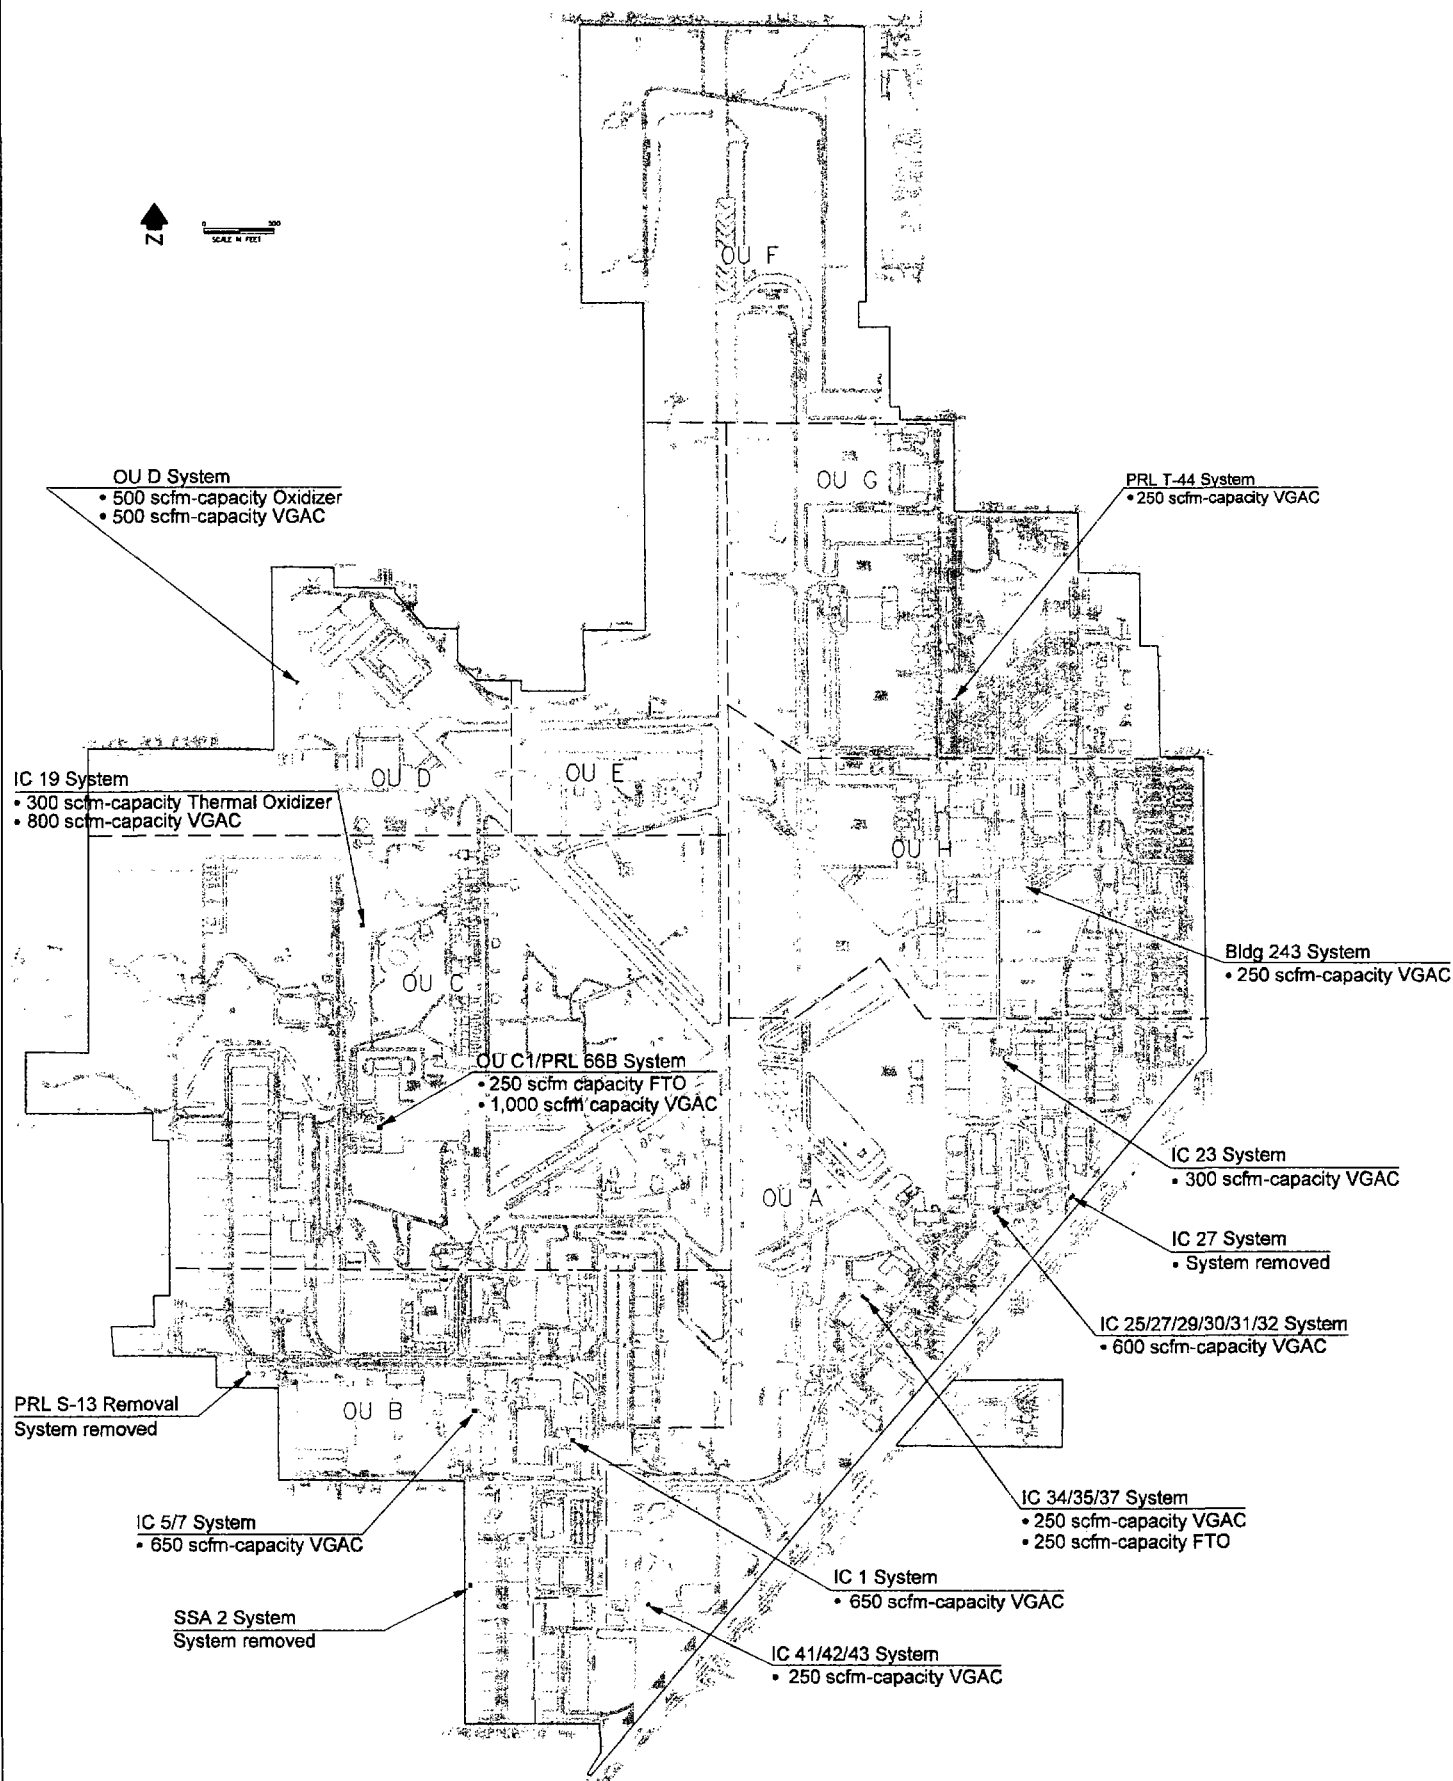 N
0
SCALE IN FEET
OU F
OU D System
• 500 scfm-capacity Oxidizer
• 500 scfm-capacity VGAC
OU G
PRL T-44 System
• 250 scfm-capacity VGAC
IC 19 System
• 300 scfm-capacity Thermal Oxidizer
• 800 scfm-capacity VGAC
OU D
OU E
OU H
Bldg 243 System
• 250 scfm-capacity VGAC
OU C
OU C1/PRL 66B System
• 250 scfm capacity FTO
• 1,000 scfm capacity VGAC
IC 23 System
• 300 scfm-capacity VGAC
OU A
IC 27 System
• System removed
IC 25/27/29/30/31/32 System
• 600 scfm-capacity VGAC
PRL S-13 Removal
System removed
OU B
IC 34/35/37 System
• 250 scfm-capacity VGAC
• 250 scfm-capacity FTO
IC 5/7 System
• 650 scfm-capacity VGAC
IC 1 System
• 650 scfm-capacity VGAC
SSA 2 System
System removed
IC 41/42/43 System
• 250 scfm-capacity VGAC